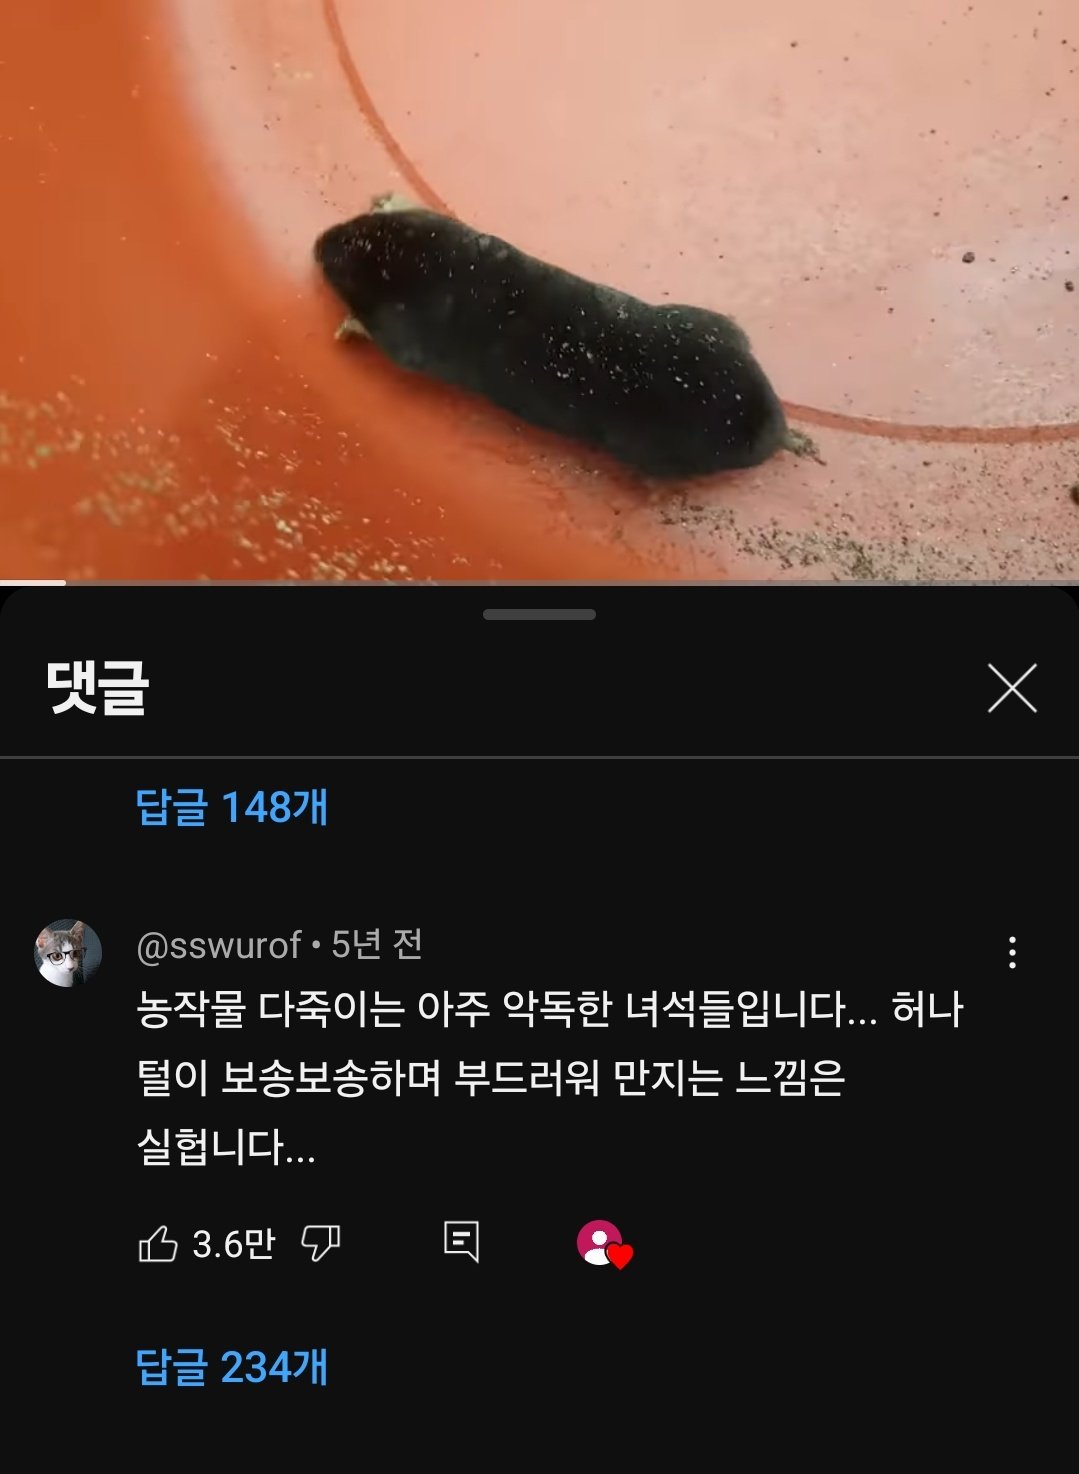 댓글
답글 148개
@sswurof • 5년 전
농작물 다죽이는 아주 악독한 녀석들입니다... 허나
털이 보송보송하며 부드러워 만지는 느낌은
실헙니다...
3.6만
답글 234개